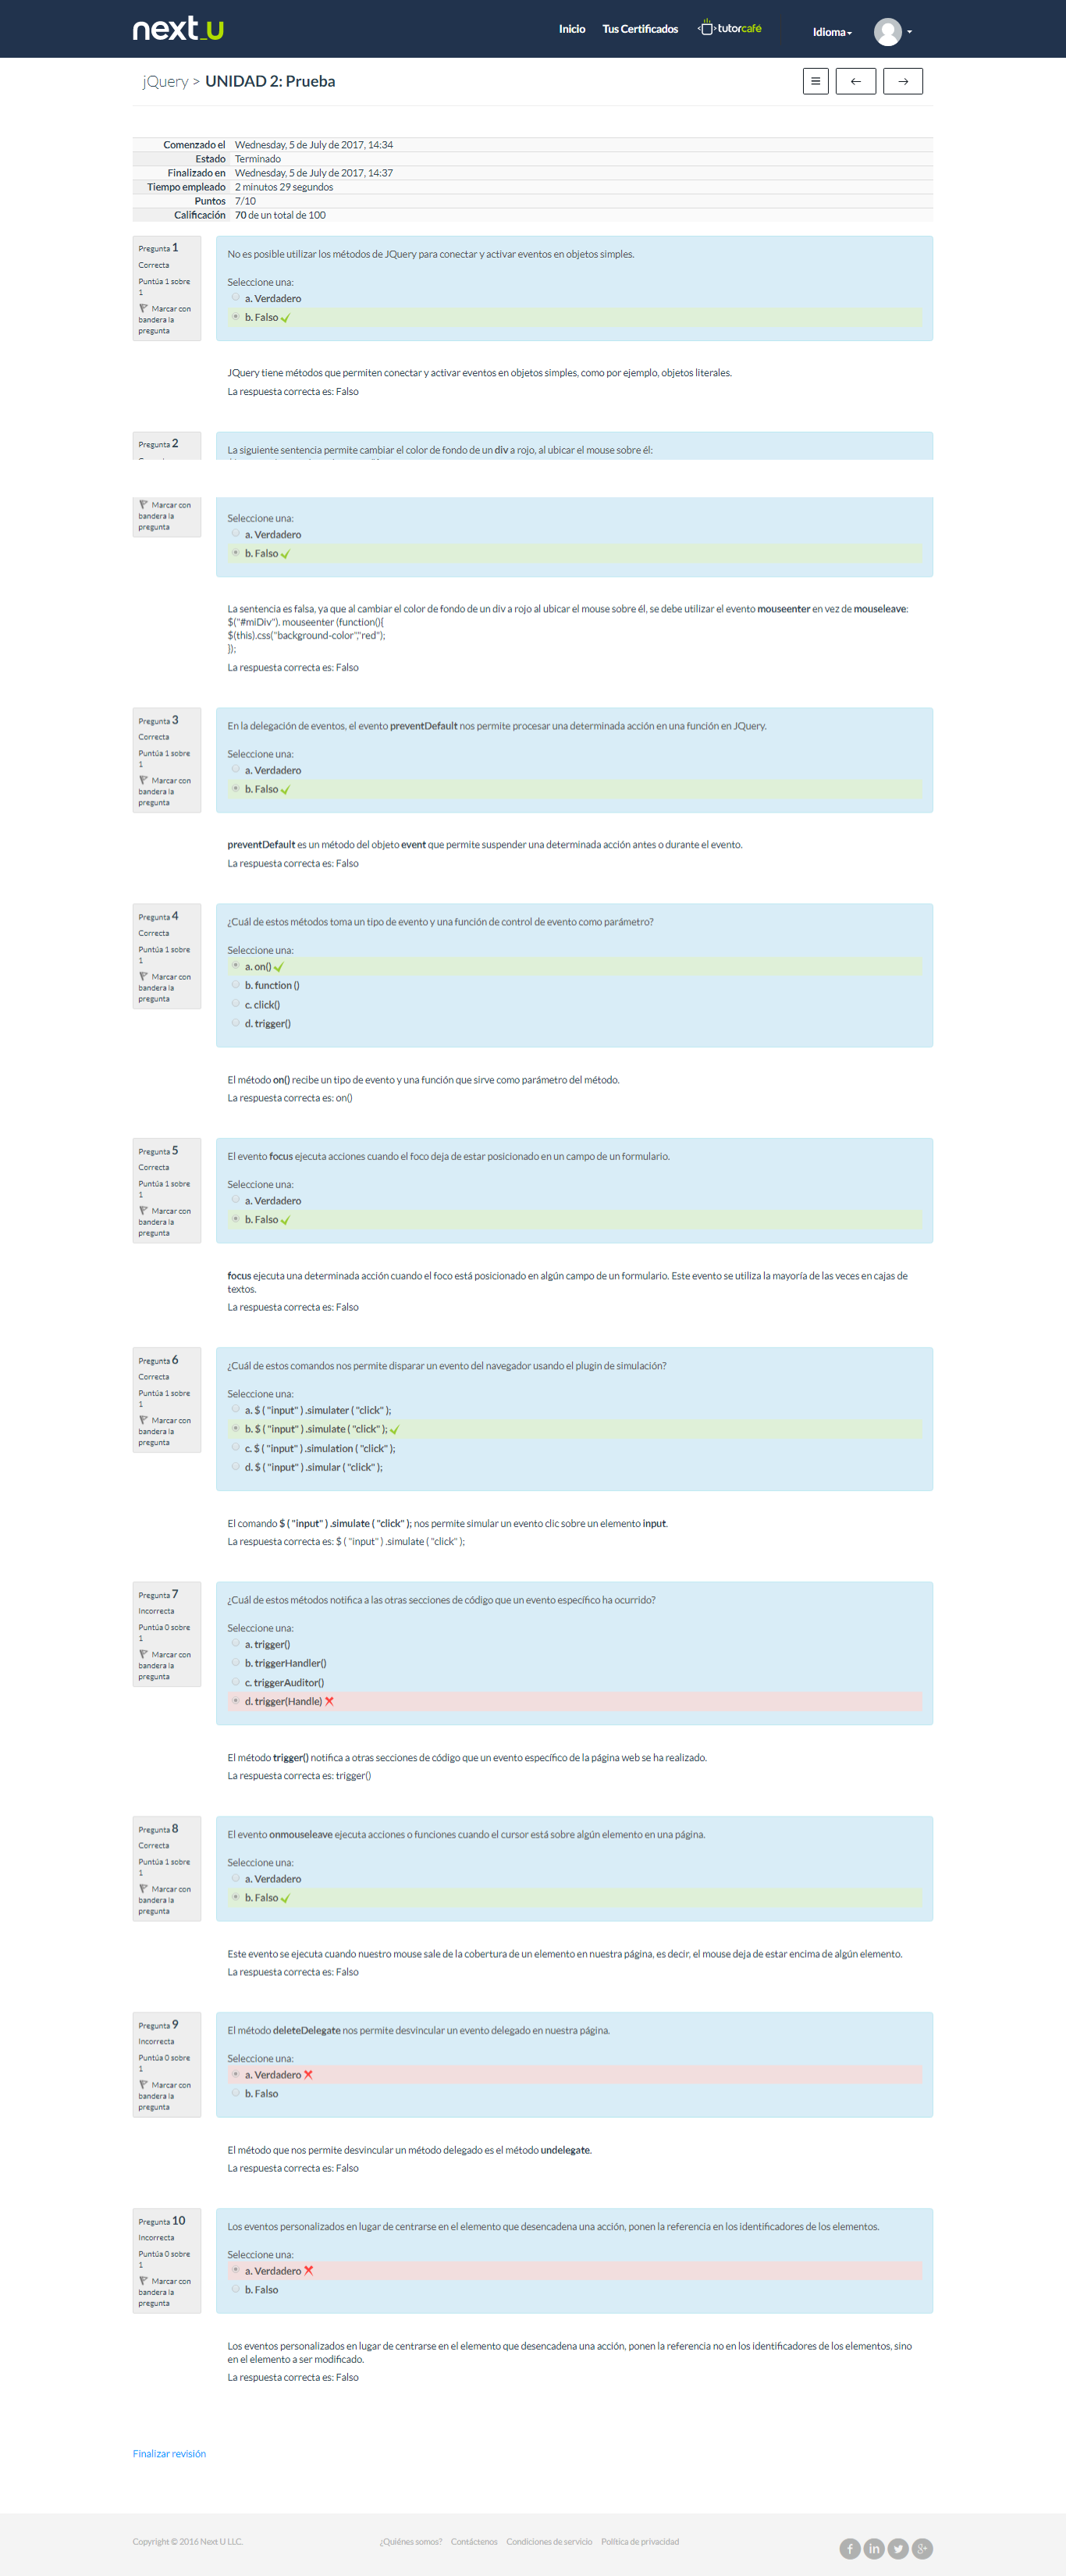 next_U
Inicio Tus Certificados tutorcafé Idioma
jQuery > UNIDAD 2: Prueba
Comenzado el Wednesday, 5 de July de 2017, 14:34
Estado Terminado
Finalizado en Wednesday, 5 de July de 2017, 14:37
Tiempo empleado 2 minutos 29 segundos
Puntos 7/10
Calificación 70 de un total de 100
Pregunta 1
Correcta
Puntúa 1 sobre
1
Marcar con
bandera la
pregunta
No es posible utilizar los métodos de JQuery para conectar y activar eventos en objetos simples.
Seleccione una:
a. Verdadero
b. Falso
JQuery tiene métodos que permiten conectar y activar eventos en objetos simples, como por ejemplo, objetos literales.
La respuesta correcta es: Falso
Pregunta 2
La siguiente sentencia permite cambiar el color de fondo de un div a rojo, al ubicar el mouse sobre él:
Marcar con
bandera la
pregunta
Seleccione una:
a. Verdadero
b. Falso
La sentencia es falsa, ya que al cambiar el color de fondo de un div a rojo al ubicar el mouse sobre él, se debe utilizar el evento mouseenter en vez de mouseleave:
$("#miDiv"). mouseenter (function(){
$(this).css("background-color","red");
});
La respuesta correcta es: Falso
Pregunta 3
Correcta
Puntúa 1 sobre
1
Marcar con
bandera la
pregunta
En la delegación de eventos, el evento preventDefault nos permite procesar una determinada acción en una función en JQuery.
Seleccione una:
a. Verdadero
b. Falso
preventDefault es un método del objeto event que permite suspender una determinada acción antes o durante el evento.
La respuesta correcta es: Falso
Pregunta 4
Correcta
Puntúa 1 sobre
1
Marcar con
bandera la
pregunta
¿Cuál de estos métodos toma un tipo de evento y una función de control de evento como parámetro?
Seleccione una:
a. on()
b. function ()
c. click()
d. trigger()
El método on() recibe un tipo de evento y una función que sirve como parámetro del método.
La respuesta correcta es: on()
Pregunta 5
Correcta
Puntúa 1 sobre
1
Marcar con
bandera la
pregunta
El evento focus ejecuta acciones cuando el foco deja de estar posicionado en un campo de un formulario.
Seleccione una:
a. Verdadero
b. Falso
focus ejecuta una determinada acción cuando el foco está posicionado en algún campo de un formulario. Este evento se utiliza la mayoría de las veces en cajas de
textos.
La respuesta correcta es: Falso
Pregunta 6
Correcta
Puntúa 1 sobre
1
Marcar con
bandera la
pregunta
¿Cuál de estos comandos nos permite disparar un evento del navegador usando el plugin de simulación?
Seleccione una:
a. $ ( "input" ) .simulater ( "click" );
b. $ ( "input" ) .simulate ( "click" );
c. $ ( "input" ) .simulation ( "click" );
d. $ ( "input" ) .simular ( "click" );
El comando $ ( "input" ) .simulate ( "click" ); nos permite simular un evento clic sobre un elemento input.
La respuesta correcta es: $ ( "input" ) .simulate ( "click" );
Pregunta 7
Incorrecta
Puntúa 0 sobre
1
Marcar con
bandera la
pregunta
¿Cuál de estos métodos notifica a las otras secciones de código que un evento específico ha ocurrido?
Seleccione una:
a. trigger()
b. triggerHandler()
c. triggerAuditor()
d. trigger(Handle)
El método trigger() notifica a otras secciones de código que un evento específico de la página web se ha realizado.
La respuesta correcta es: trigger()
Pregunta 8
Correcta
Puntúa 1 sobre
1
Marcar con
bandera la
pregunta
El evento onmouseleave ejecuta acciones o funciones cuando el cursor está sobre algún elemento en una página.
Seleccione una:
a. Verdadero
b. Falso
Este evento se ejecuta cuando nuestro mouse sale de la cobertura de un elemento en nuestra página, es decir, el mouse deja de estar encima de algún elemento.
La respuesta correcta es: Falso
Pregunta 9
Incorrecta
Puntúa 0 sobre
1
Marcar con
bandera la
pregunta
El método deleteDelegate nos permite desvincular un evento delegado en nuestra página.
Seleccione una:
a. Verdadero
b. Falso
El método que nos permite desvincular un método delegado es el método undelegate.
La respuesta correcta es: Falso
Pregunta 10
Incorrecta
Puntúa 0 sobre
1
Marcar con
bandera la
pregunta
Los eventos personalizados en lugar de centrarse en el elemento que desencadena una acción, ponen la referencia en los identificadores de los elementos.
Seleccione una:
a. Verdadero
b. Falso
Los eventos personalizados en lugar de centrarse en el elemento que desencadena una acción, ponen la referencia no en los identificadores de los elementos, sino
en el elemento a ser modificado.
La respuesta correcta es: Falso
Finalizar revisión
Copyright © 2016 Next U LLC. ¿Quiénes somos? Contáctenos Condiciones de servicio Política de privacidad